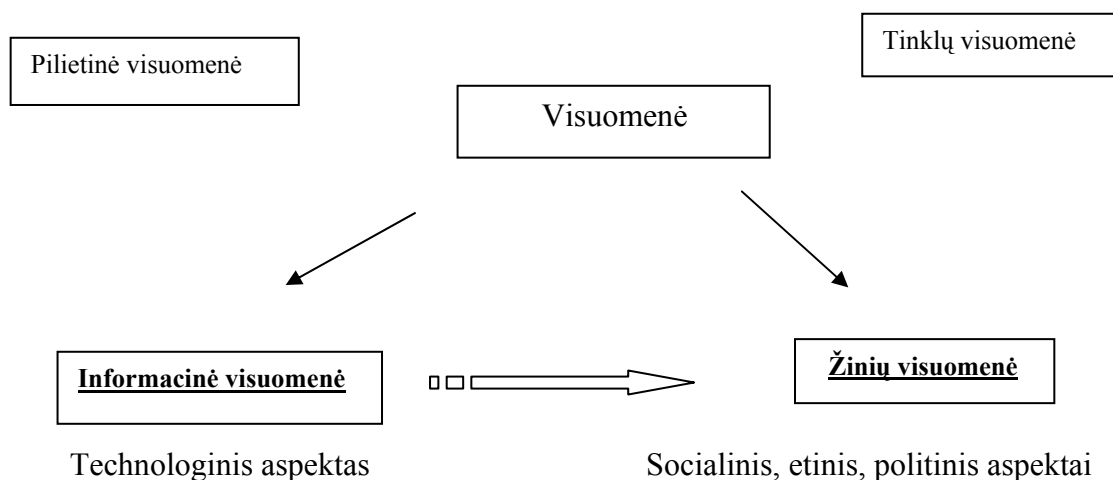 Pilietinė visuomenė
Tinklų visuomenė
Visuomenė
Informacinė visuomenė
Žinių visuomenė
Technologinis aspektas
Socialinis, etinis, politinis aspektai